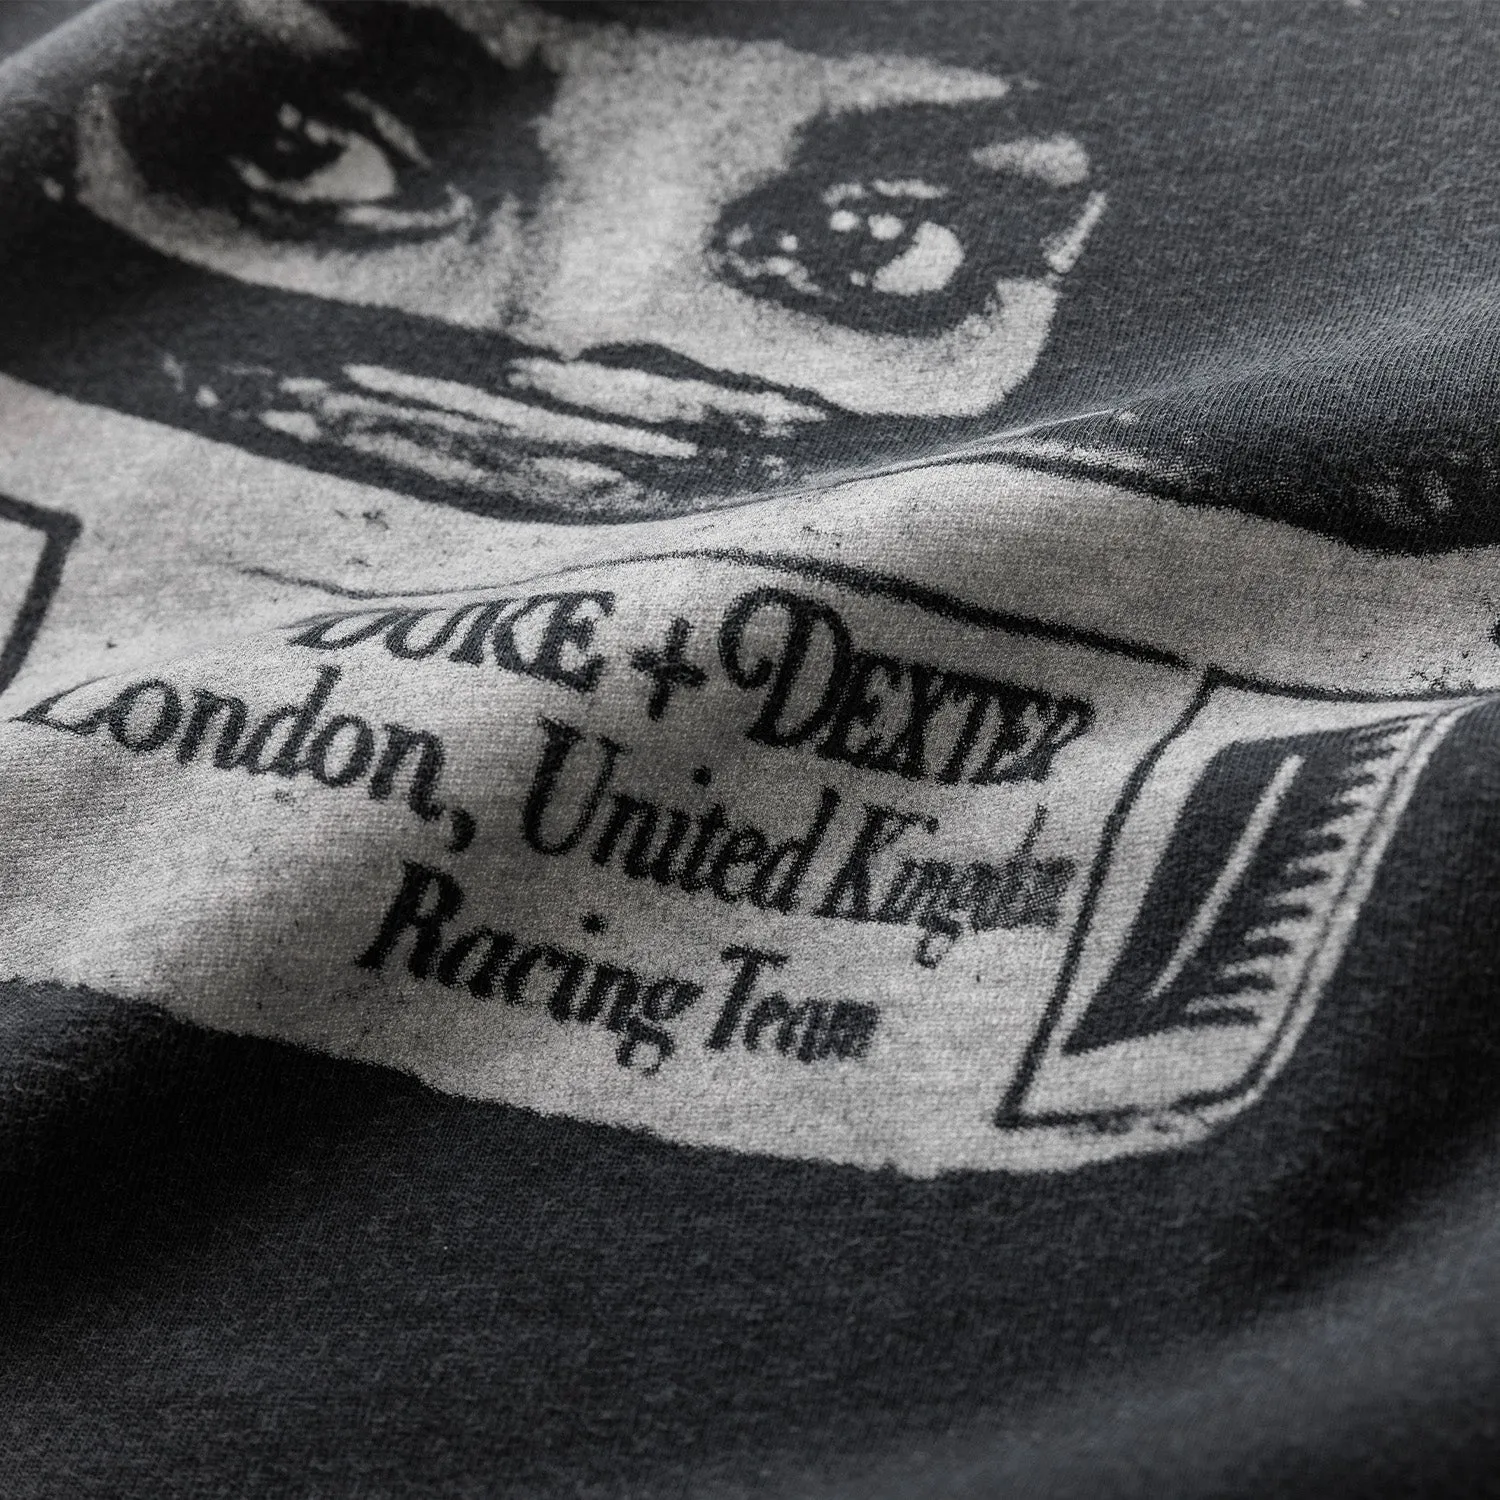 DUKE + DEXTER
London, United Kingdom
Racing Team